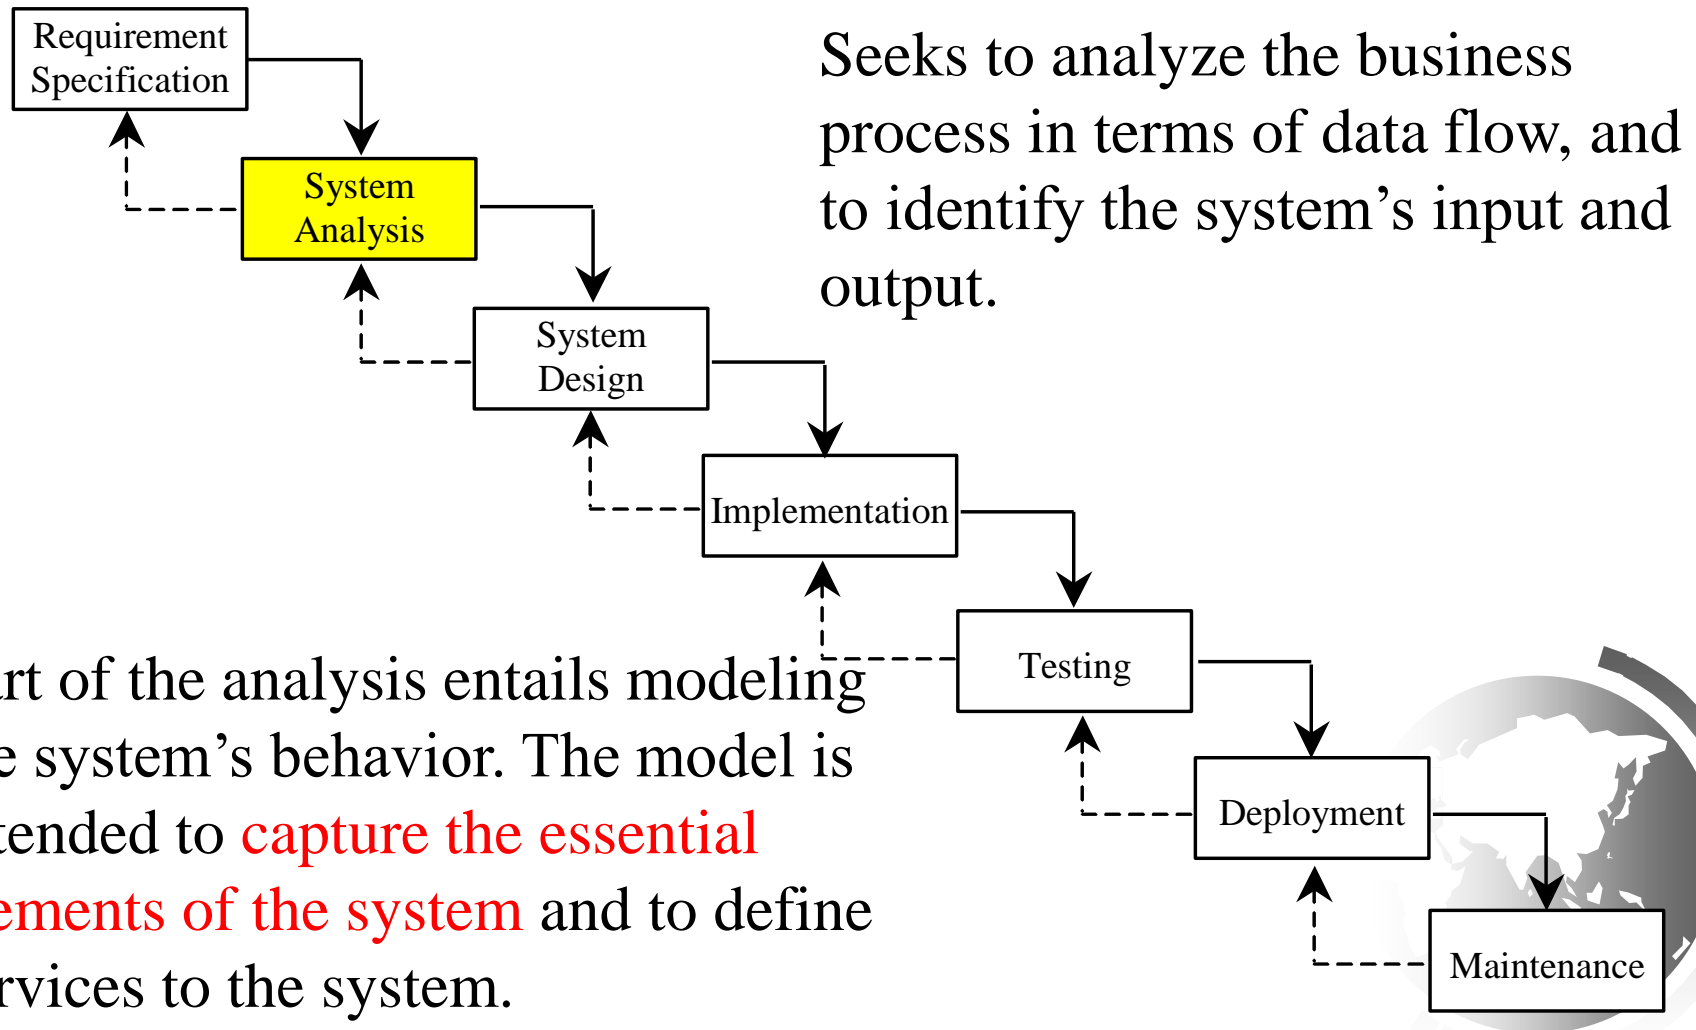 Requirement
Specification
Seeks to analyze the business
process in terms of data flow, and
to identify the system’s input and
output.
System
Analysis
System
Design
Implementation
Testing
art of the analysis entails modeling
e system’s behavior. The model is
tended to capture the essential
ements of the system and to define
rvices to the system.
Deployment
Maintenance